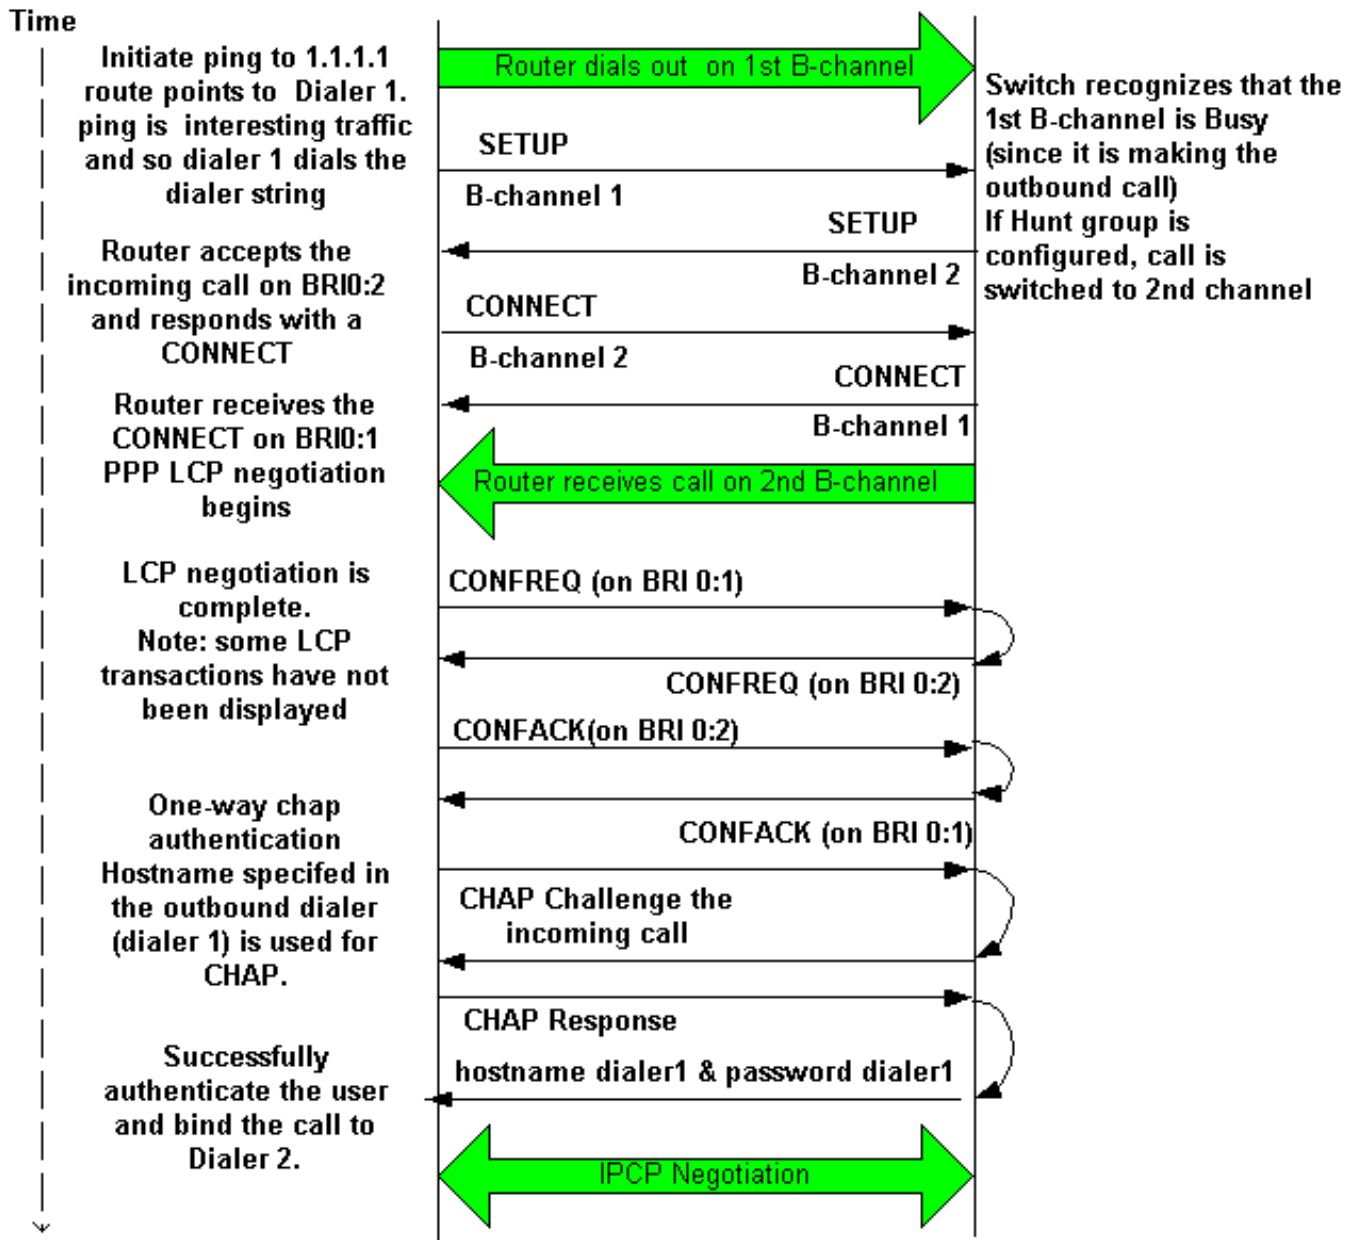 Time
Initiate ping to 1.1.1.1
route points to Dialer 1.
ping is interesting traffic
and so dialer 1 dials the
dialer string
Router dials out on 1st B-channel
Switch recognizes that the
1st B-channel is Busy
(since it is making the
outbound call)
If Hunt group is
configured, call is
switched to 2nd channel
SETUP
B-channel 1
SETUP
B-channel 2
Router accepts the
incoming call on BRI0:2
and responds with a
CONNECT
CONNECT
B-channel 2
CONNECT
B-channel 1
Router receives the
CONNECT on BRI0:1
PPP LCP negotiation
begins
Router receives call on 2nd B-channel
LCP negotiation is
complete.
Note: some LCP
transactions have not
been displayed
CONFREQ (on BRI 0:1)
CONFREQ (on BRI 0:2)
CONFACK(on BRI 0:2)
CONFACK (on BRI 0:1)
One-way chap
authentication
Hostname specifed in
the outbound dialer
(dialer 1) is used for
CHAP.
CHAP Challenge the
incoming call
CHAP Response
hostname dialer1 & password dialer1
Successfully
authenticate the user
and bind the call to
Dialer 2.
IPCP Negotiation